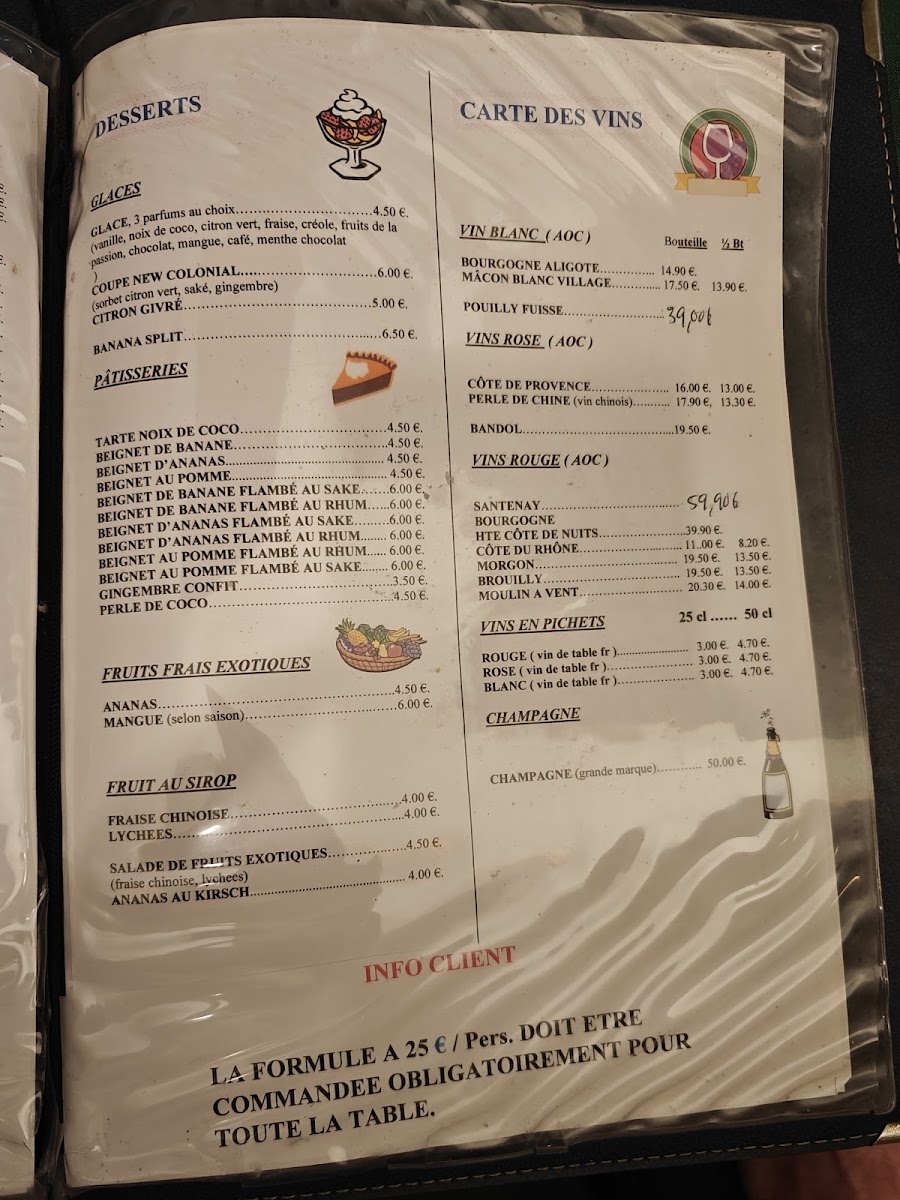 DESSERTS
GLACES
GLACE, 3 parfums au choix.................................4.50 €.
(vanille, noix de coco, citron vert, fraise, créole, fruits de la
passion, chocolat, mangue, café, menthe chocolat
)
COUPE NEW COLONIAL.................................6.00 €.
(sorbet citron vert, saké, gingembre)
CITRON GIVRÉ.............................................5.00 €.
BANANA SPLIT.............................................6.50 €.
PÂTISSERIES
TARTE NOIX DE COCO...................................4.50 €.
BEIGNET DE BANANE.....................................4.50 €.
BEIGNET D'ANANAS...................................... 4.50 €.
BEIGNET AU POMME..................................... 4.50 €.
BEIGNET DE BANANE FLAMBÉ AU SAKE......6.00 €.
BEIGNET DE BANANE FLAMBÉ AU RHUM......6.00 €.
BEIGNET D'ANANAS FLAMBÉ AU SAKE........6.00 €.
BEIGNET D'ANANAS FLAMBÉ AU RHUM....... 6.00 €.
BEIGNET AU POMME FLAMBÉ AU RHUM...... 6.00 €.
BEIGNET AU POMME FLAMBÉ AU SAKE....... 6.00 €.
GINGEMBRE CONFIT.....................................3.50 €.
PERLE DE COCO............................................4.50 €.
FRUITS FRAIS EXOTIQUES
ANANAS......................................................4.50 €.
MANGUE (selon saison)....................................6.00 €.
FRUIT AU SIROP
FRAISE CHINOISE.........................................4.00 €.
LYCHEES.....................................................4.00 €.
SALADE DE FRUITS EXOTIQUES...................4.50 €.
(fraise chinoise, lychees)
ANANAS AU KIRSCH..................................... 4.00 €.
CARTE DES VINS
VIN BLANC ( AOC )
Bouteille ½ Bt
BOURGOGNE ALIGOTE............... 14.90 €.
MÂCON BLANC VILLAGE............. 17.50 €. 13.90 €.
POUILLY FUISSE........................39,00€
VINS ROSE ( AOC )
CÔTE DE PROVENCE.................... 16.00 €. 13.00 €.
PERLE DE CHINE (vin chinois).......... 17.90 €, 13.30 €.
BANDOL.....................................19.50 €.
VINS ROUGE ( AOC )
SANTENAY.................................. 59,90€
BOURGOGNE
HTE CÔTE DE NUITS......................39.90 €.
CÔTE DU RHÔNE.......................... 11..00 €. 8.20 €.
MORGON.................................... 19.50 €. 13.50 €.
BROUILLY.................................. 19.50 €. 13.50 €.
MOULIN A VENT.......................... 20.30 €. 14.00 €.
VINS EN PICHETS 25 cl ...... 50 cl
ROUGE ( vin de table fr )......................... 3.00 €. 4.70 €.
ROSE ( vin de table fr )........................... 3.00 €. 4.70 €.
BLANC ( vin de table fr )......................... 3.00 €. 4.70 €.
CHAMPAGNE
CHAMPAGNE (grande marque)........... 50.00 €.
INFO CLIENT
LA FORMULE A 25 € / Pers. DOIT ETRE
COMMANDEE OBLIGATOIREMENT POUR
TOUTE LA TABLE.